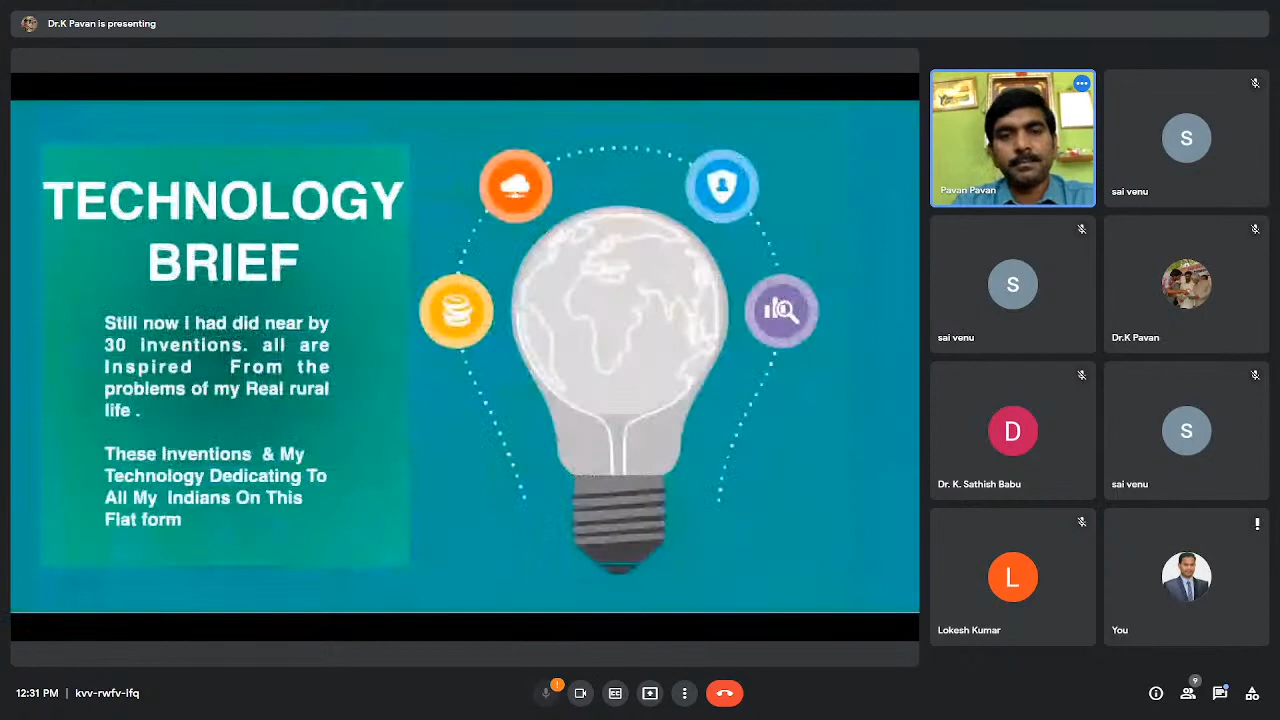 Dr.K Pavan is presenting
TECHNOLOGY
BRIEF
Still now i had did near by
30 inventions. all are
Inspired From the
problems of my Real rural
life .
These Inventions & My
Technology Dedicating To
All My Indians On This
Flat form
Pavan Pavan
sai venu
S
sai venu
S
Dr.K Pavan
D
Dr. K. Sathish Babu
S
sai venu
L
Lokesh Kumar
You
12:31 PM | kvv-rwfv-ifq
9